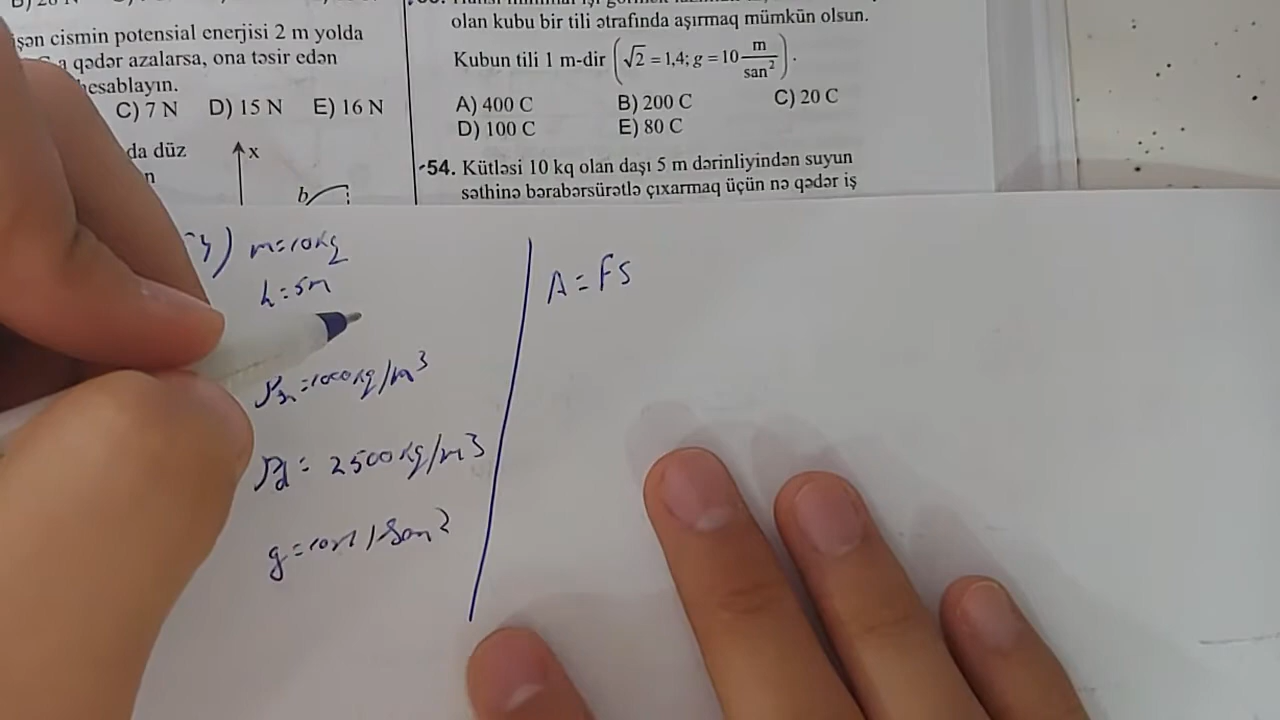 şən cismin potensial enerjisi 2 m yolda
a qədər azalarsa, ona təsir edən
hesablayın.
C) 7 N D) 15 N E) 16 N
da düz
n
x
b
olan kubu bir tili ətrafında aşırmaq mümkün olsun.
Kubun tili 1 m-dir (√2 = 1,4; g = 10 m/san²).
A) 400 C B) 200 C C) 20 C
D) 100 C E) 80 C
54. Kütləsi 10 kq olan daşı 5 m dərinliyindən suyun
səthinə bərabərsürətlə çıxarmaq üçün nə qədər iş
m=10kq
h=5m
=1000kq/m³
ρd = 2500kq/m³
g=10m/san²
A=FS